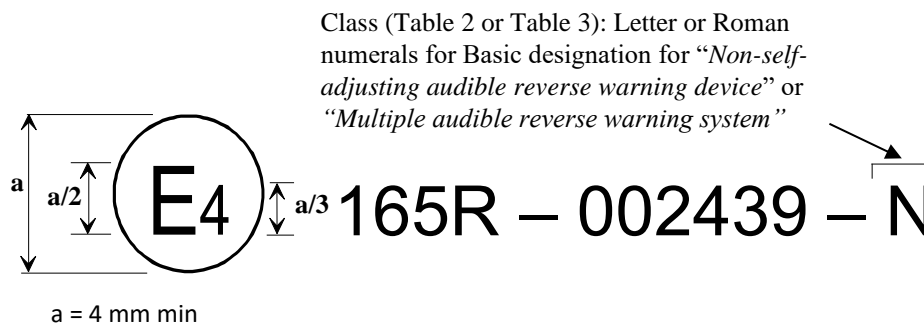 Class (Table 2 or Table 3): Letter or Roman
numerals for Basic designation for “Non-self-
adjusting audible reverse warning device” or
“Multiple audible reverse warning system”
a
a/2
E4
a/3
165R – 002439 – N
a = 4 mm min